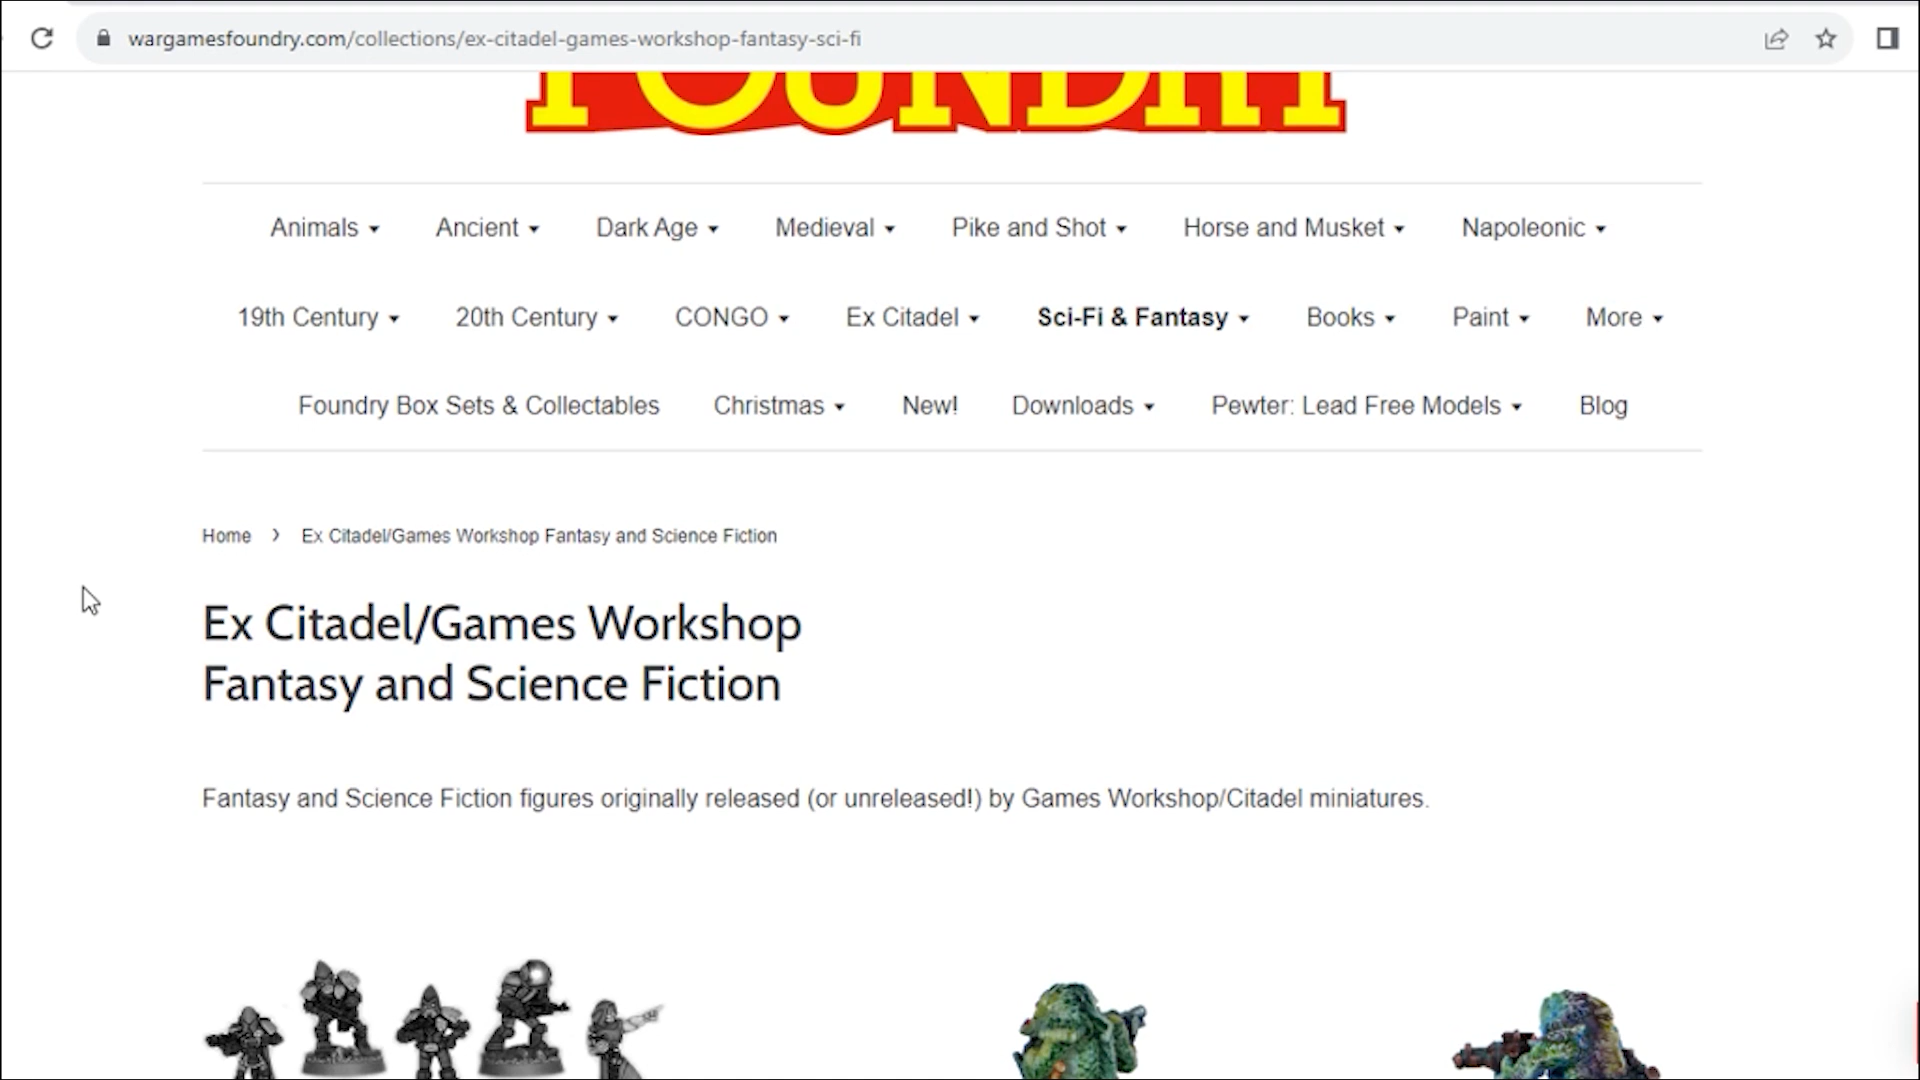 wargamesfoundry.com/collections/ex-citadel-games-workshop-fantasy-sci-fi
FOUNDRY
Animals Ancient Dark Age Medieval Pike and Shot Horse and Musket Napoleonic
19th Century 20th Century CONGO Ex Citadel Sci-Fi & Fantasy Books Paint More
Foundry Box Sets & Collectables Christmas New! Downloads Pewter: Lead Free Models Blog
Home › Ex Citadel/Games Workshop Fantasy and Science Fiction
Ex Citadel/Games Workshop
Fantasy and Science Fiction
Fantasy and Science Fiction figures originally released (or unreleased!) by Games Workshop/Citadel miniatures.